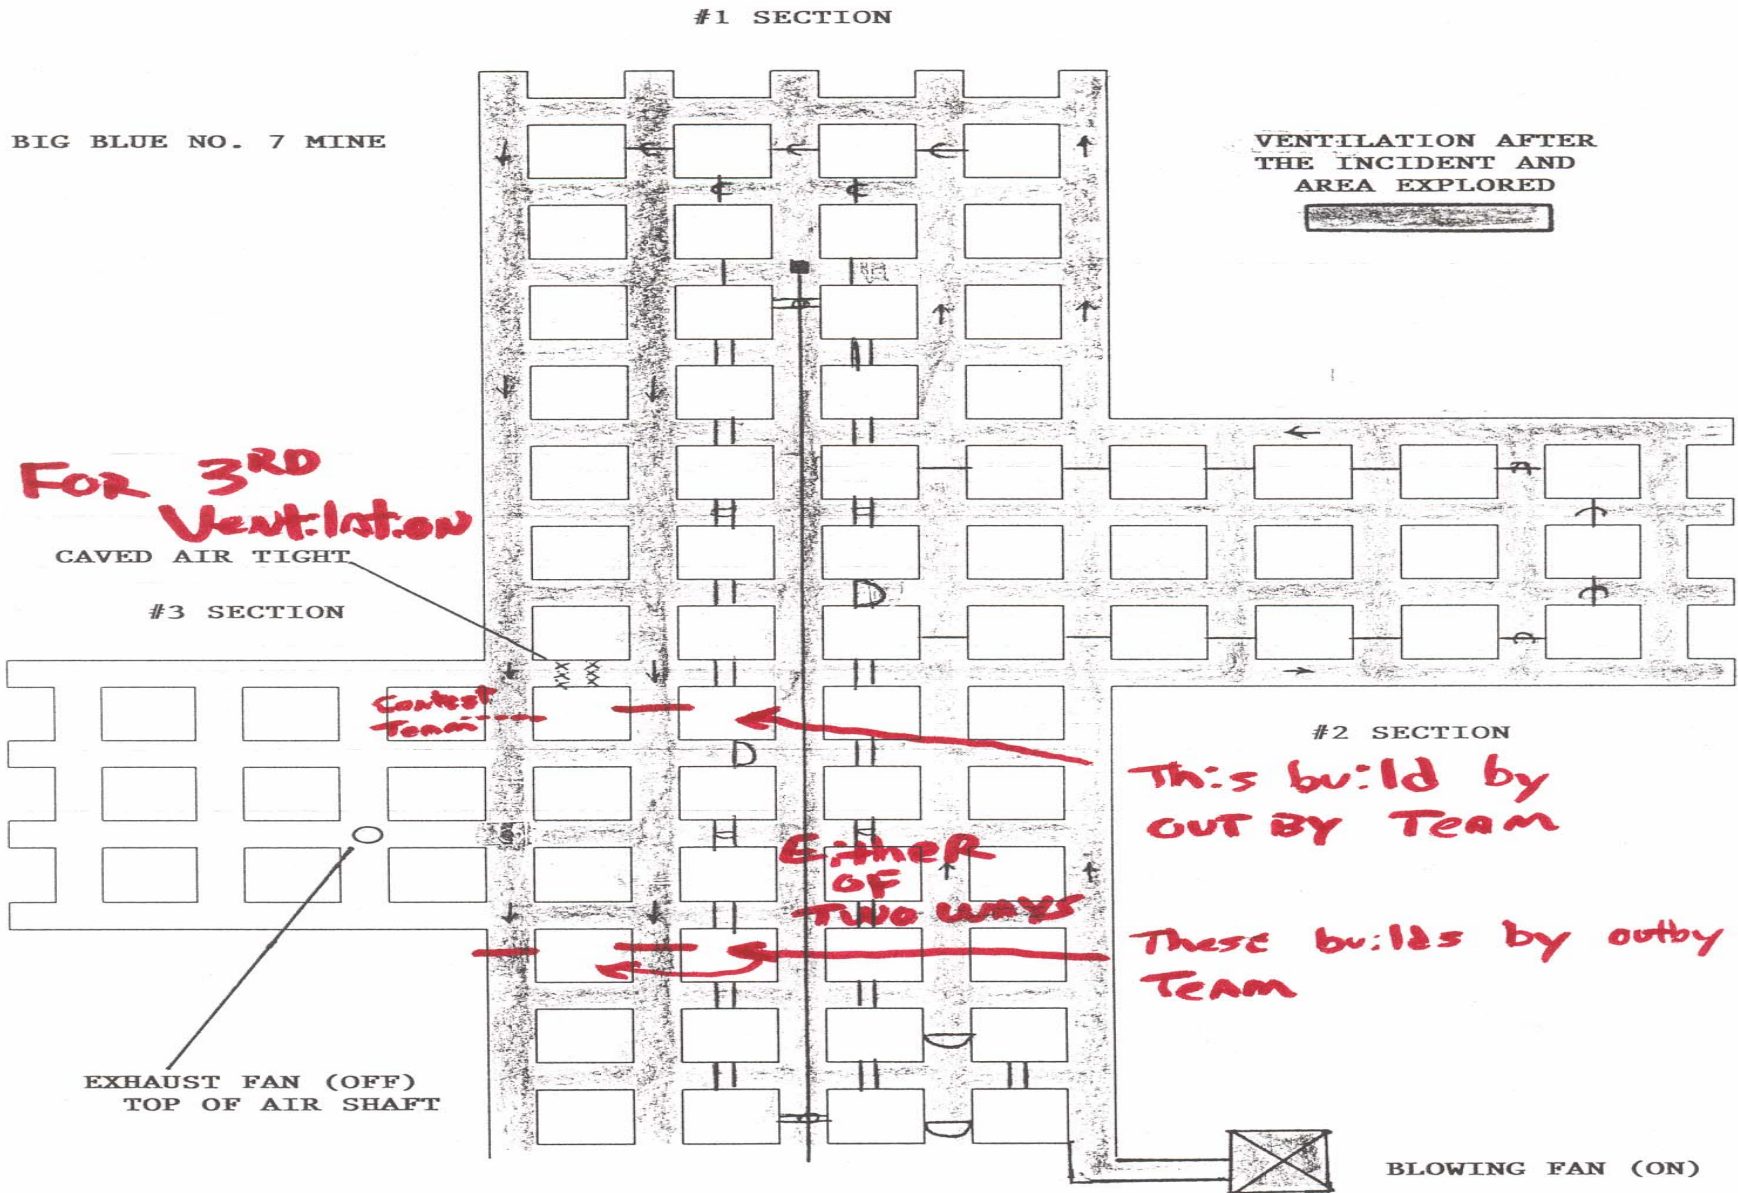 #1 SECTION
BIG BLUE NO. 7 MINE
VENTILATION AFTER
THE INCIDENT AND
AREA EXPLORED
FOR 3RD
Ventilation
CAVED AIR TIGHT
#3 SECTION
XXX XXX
Contest
Team
#2 SECTION
This build by
OUT BY TEAM
Either
OF
TWO WAYS
These builds by outby
TEAM
EXHAUST FAN (OFF)
TOP OF AIR SHAFT
BLOWING FAN (ON)